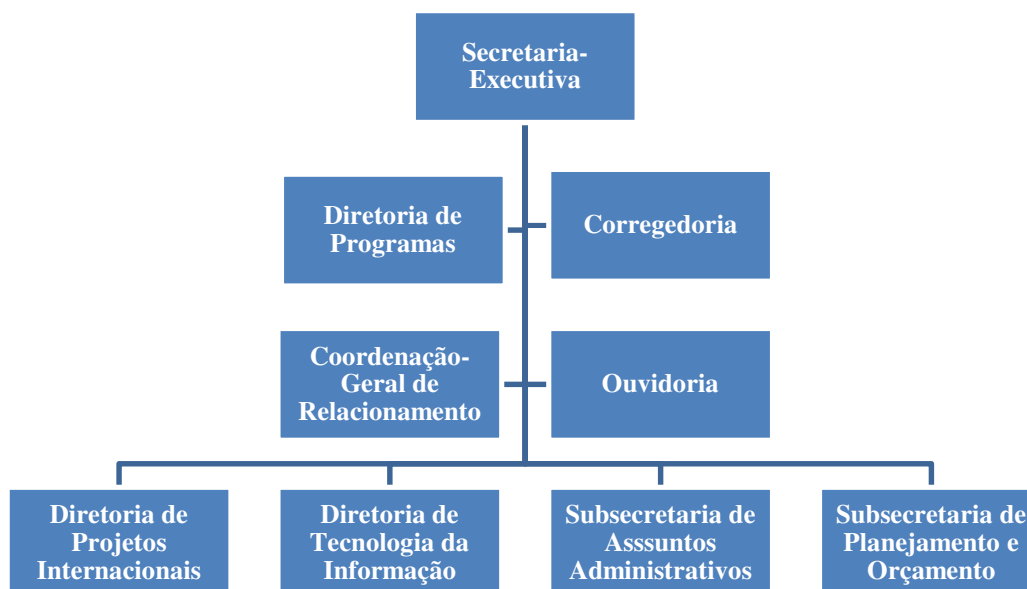 Secretaria-
Executiva
Diretoria de
Programas
Corregedoria
Coordenação-
Geral de
Relacionamento
Ouvidoria
Diretoria de
Projetos
Internacionais
Diretoria de
Tecnologia da
Informação
Subsecretaria de
Asssuntos
Administrativos
Subsecretaria de
Planejamento e
Orçamento